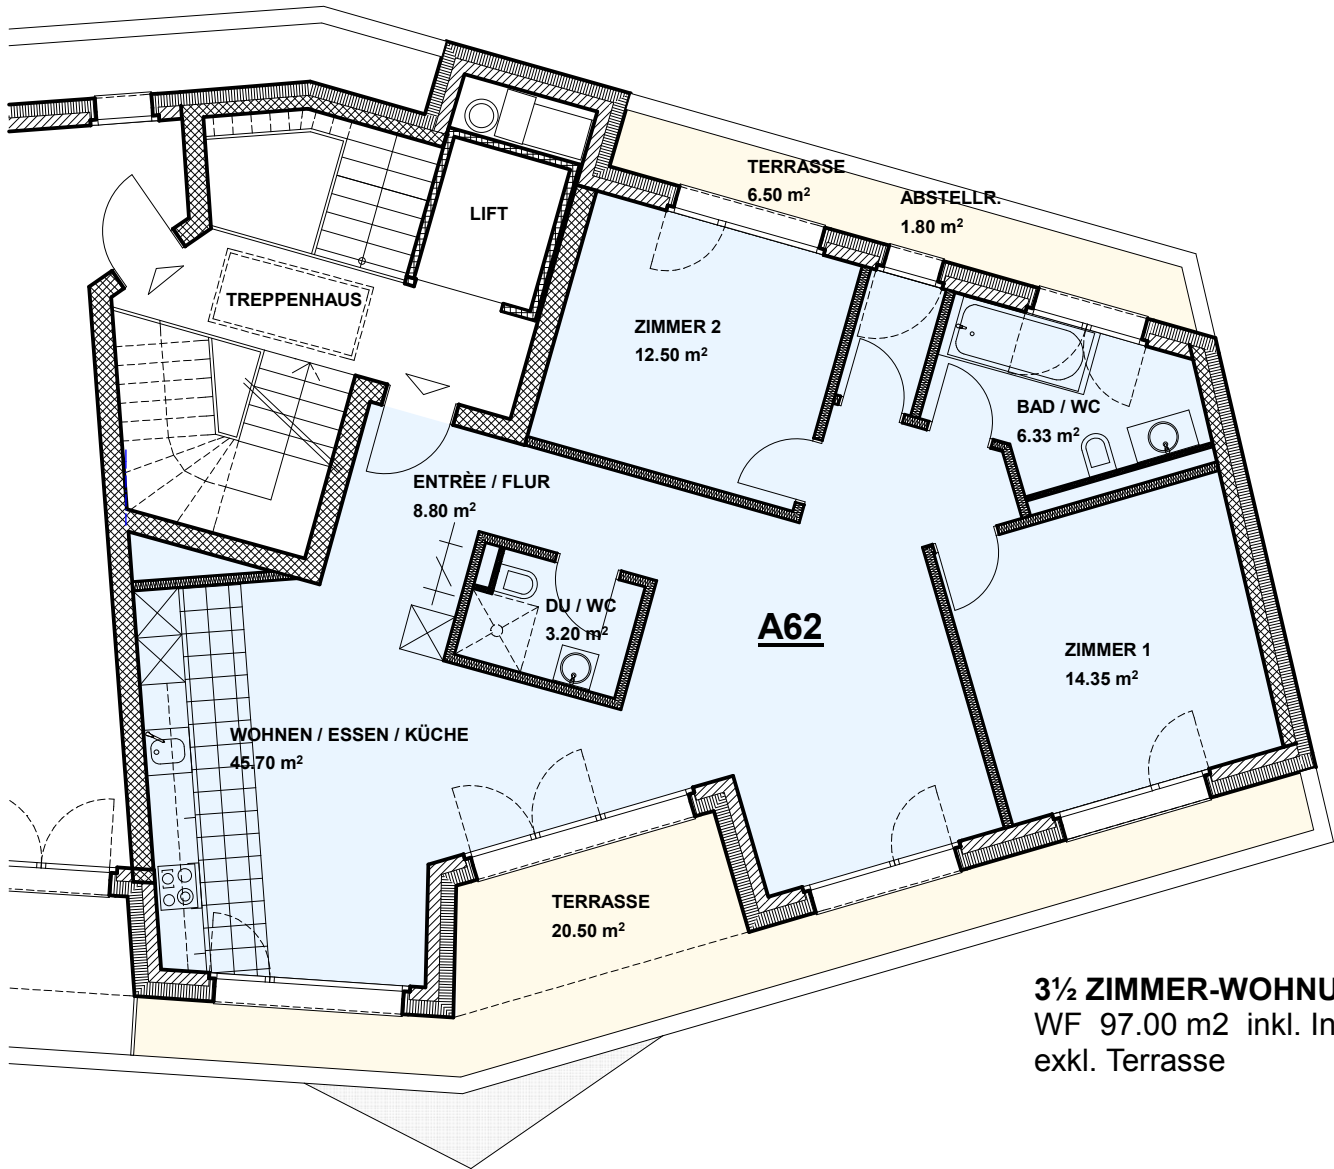 TERRASSE
6.50 m²
ABSTELLR.
1.80 m²
LIFT
TREPPENHAUS
ZIMMER 2
12.50 m²
BAD / WC
6.33 m²
ENTRÈE / FLUR
8.80 m²
DU / WC
3.20 m²
A62
ZIMMER 1
14.35 m²
WOHNEN / ESSEN / KÜCHE
45.70 m²
TERRASSE
20.50 m²
3½ ZIMMER-WOHNU
WF 97.00 m2 inkl. In
exkl. Terrasse